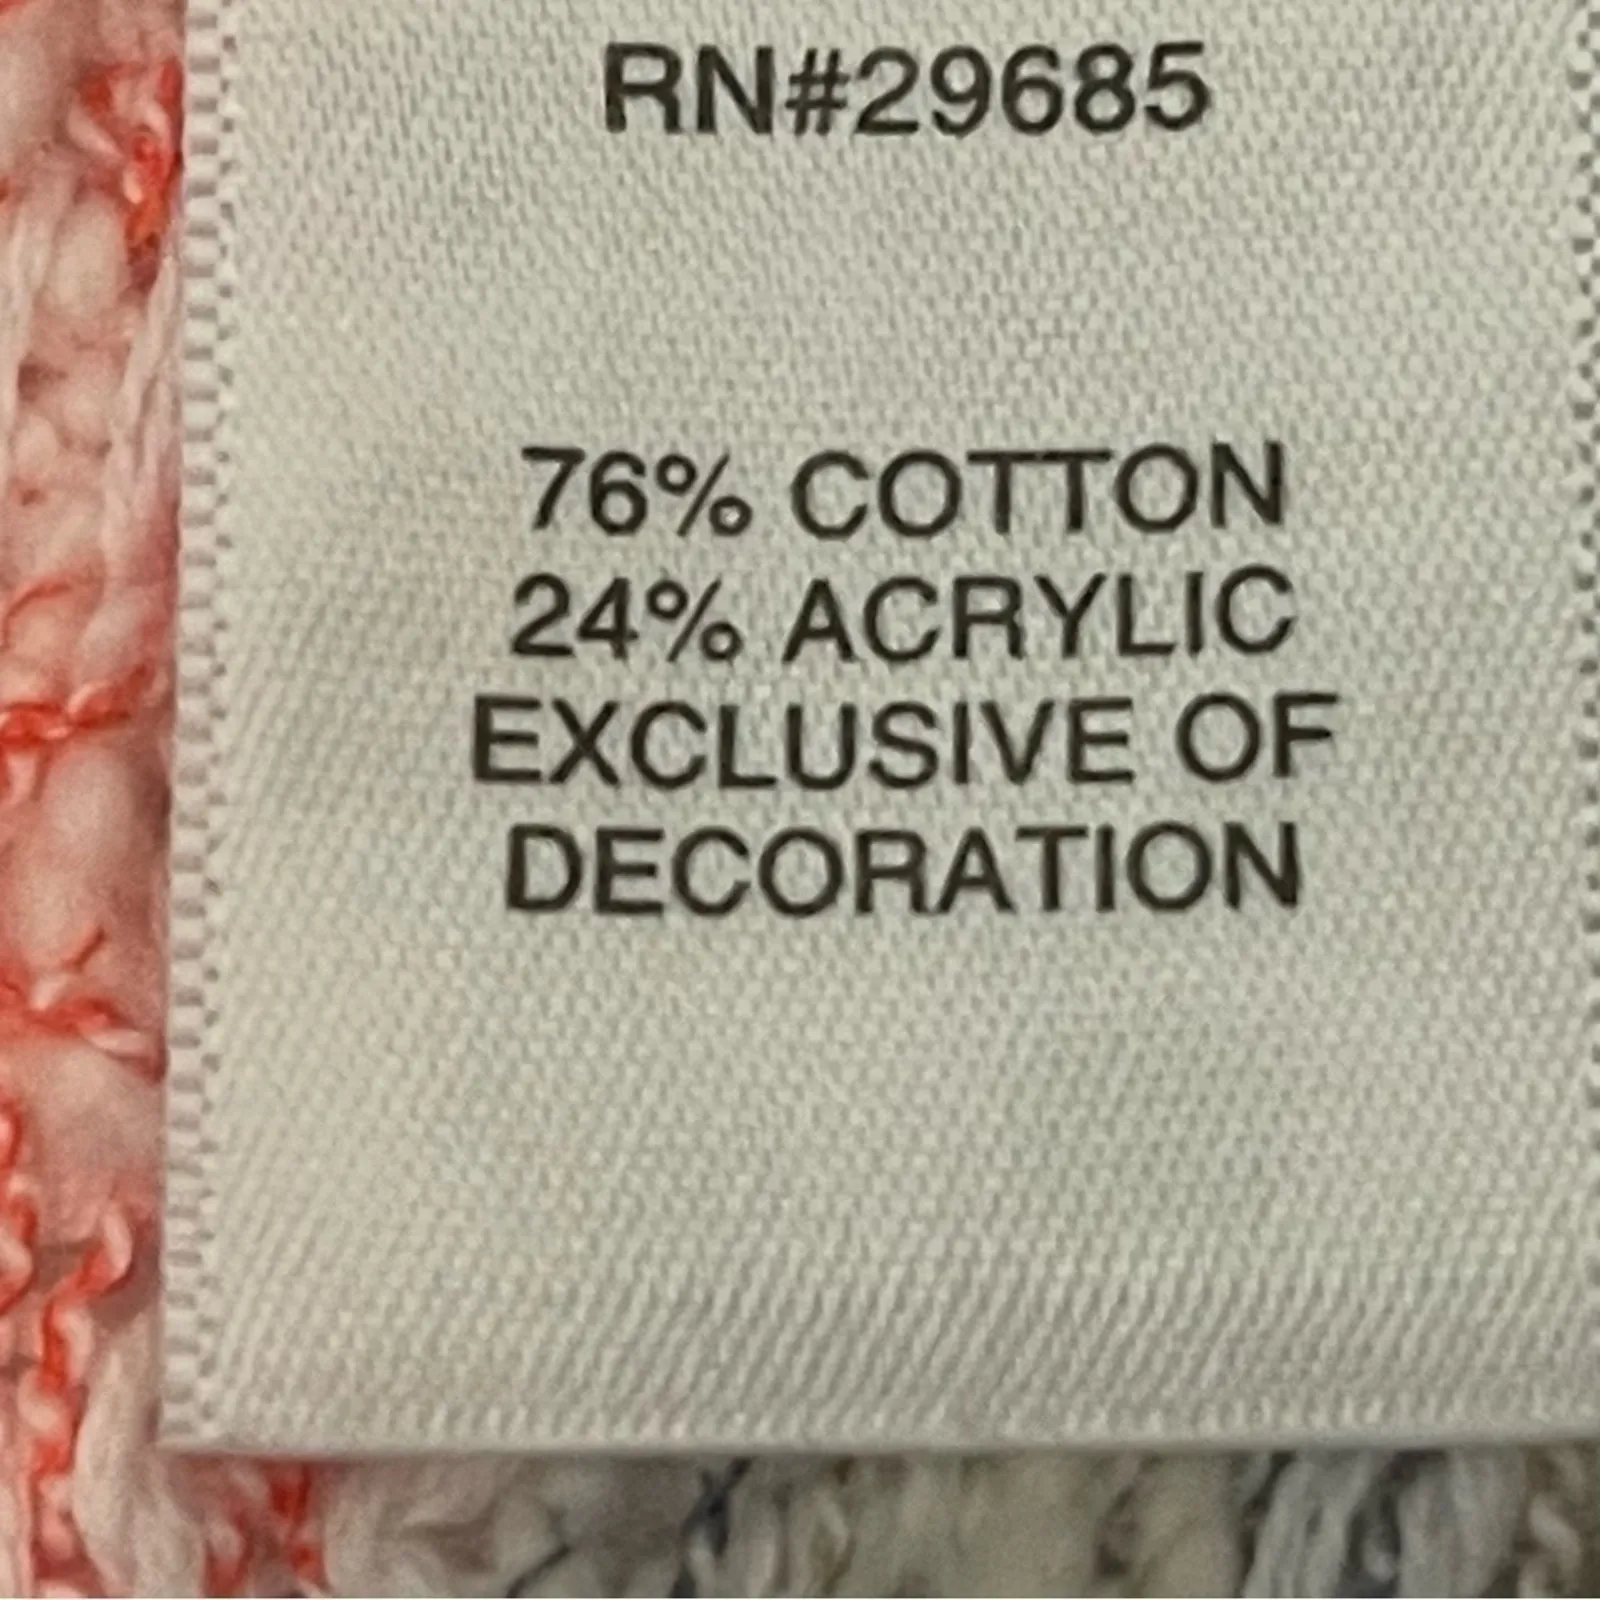 RN#29685
76% COTTON
24% ACRYLIC
EXCLUSIVE OF
DECORATION